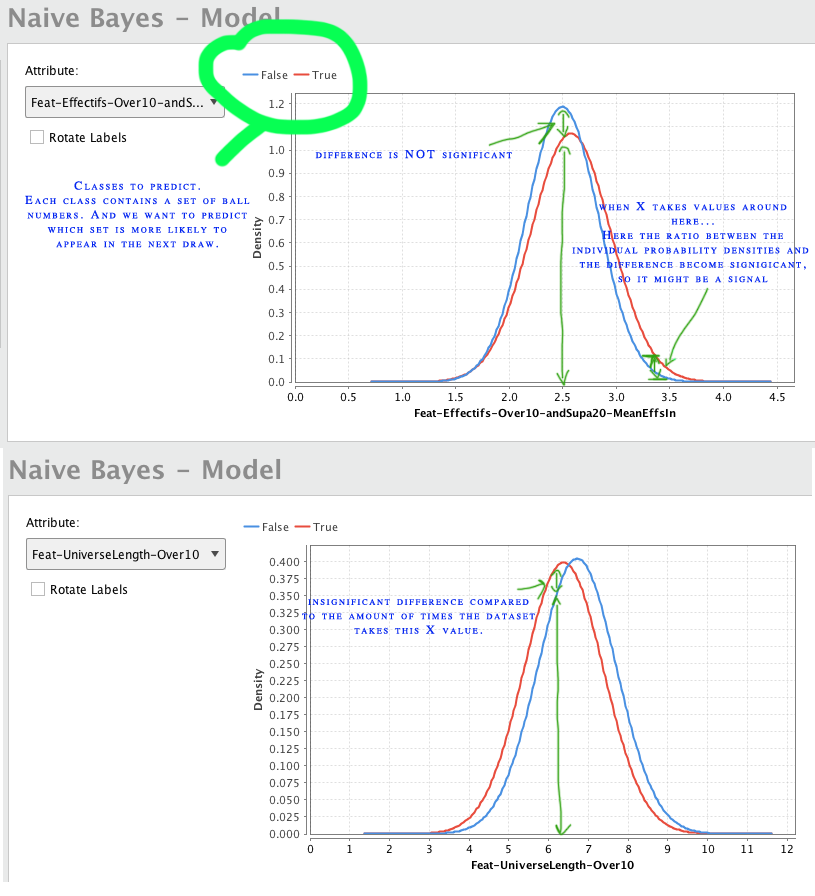 Naive Bayes - Model
Attribute:
False True
Feat-Effectifs-Over10-andS...
Rotate Labels
Classes to predict.
Each class contains a set of ball
numbers. And we want to predict
which set is more likely to
appear in the next draw.
difference is NOT significant
when X takes values around
here...
Here the ratio between the
individual probability densities and
the difference become signigicant,
so it might be a signal
Density
1.2
1.0
0.9
0.8
0.7
0.6
0.5
0.4
0.3
0.2
0.1
0.0
0.0 0.5 1.0 1.5 2.0 2.5 3.0 3.5 4.0 4.5
Feat-Effectifs-Over10-andSupa20-MeanEffsIn
Naive Bayes - Model
Attribute:
False True
Feat-UniverseLength-Over10
Rotate Labels
insignificant difference compared
to the amount of times the dataset
takes this X value.
Density
0.400
0.375
0.350
0.325
0.300
0.275
0.250
0.225
0.200
0.175
0.150
0.125
0.100
0.075
0.050
0.025
0.000
0 1 2 3 4 5 6 7 8 9 10 11 12
Feat-UniverseLength-Over10